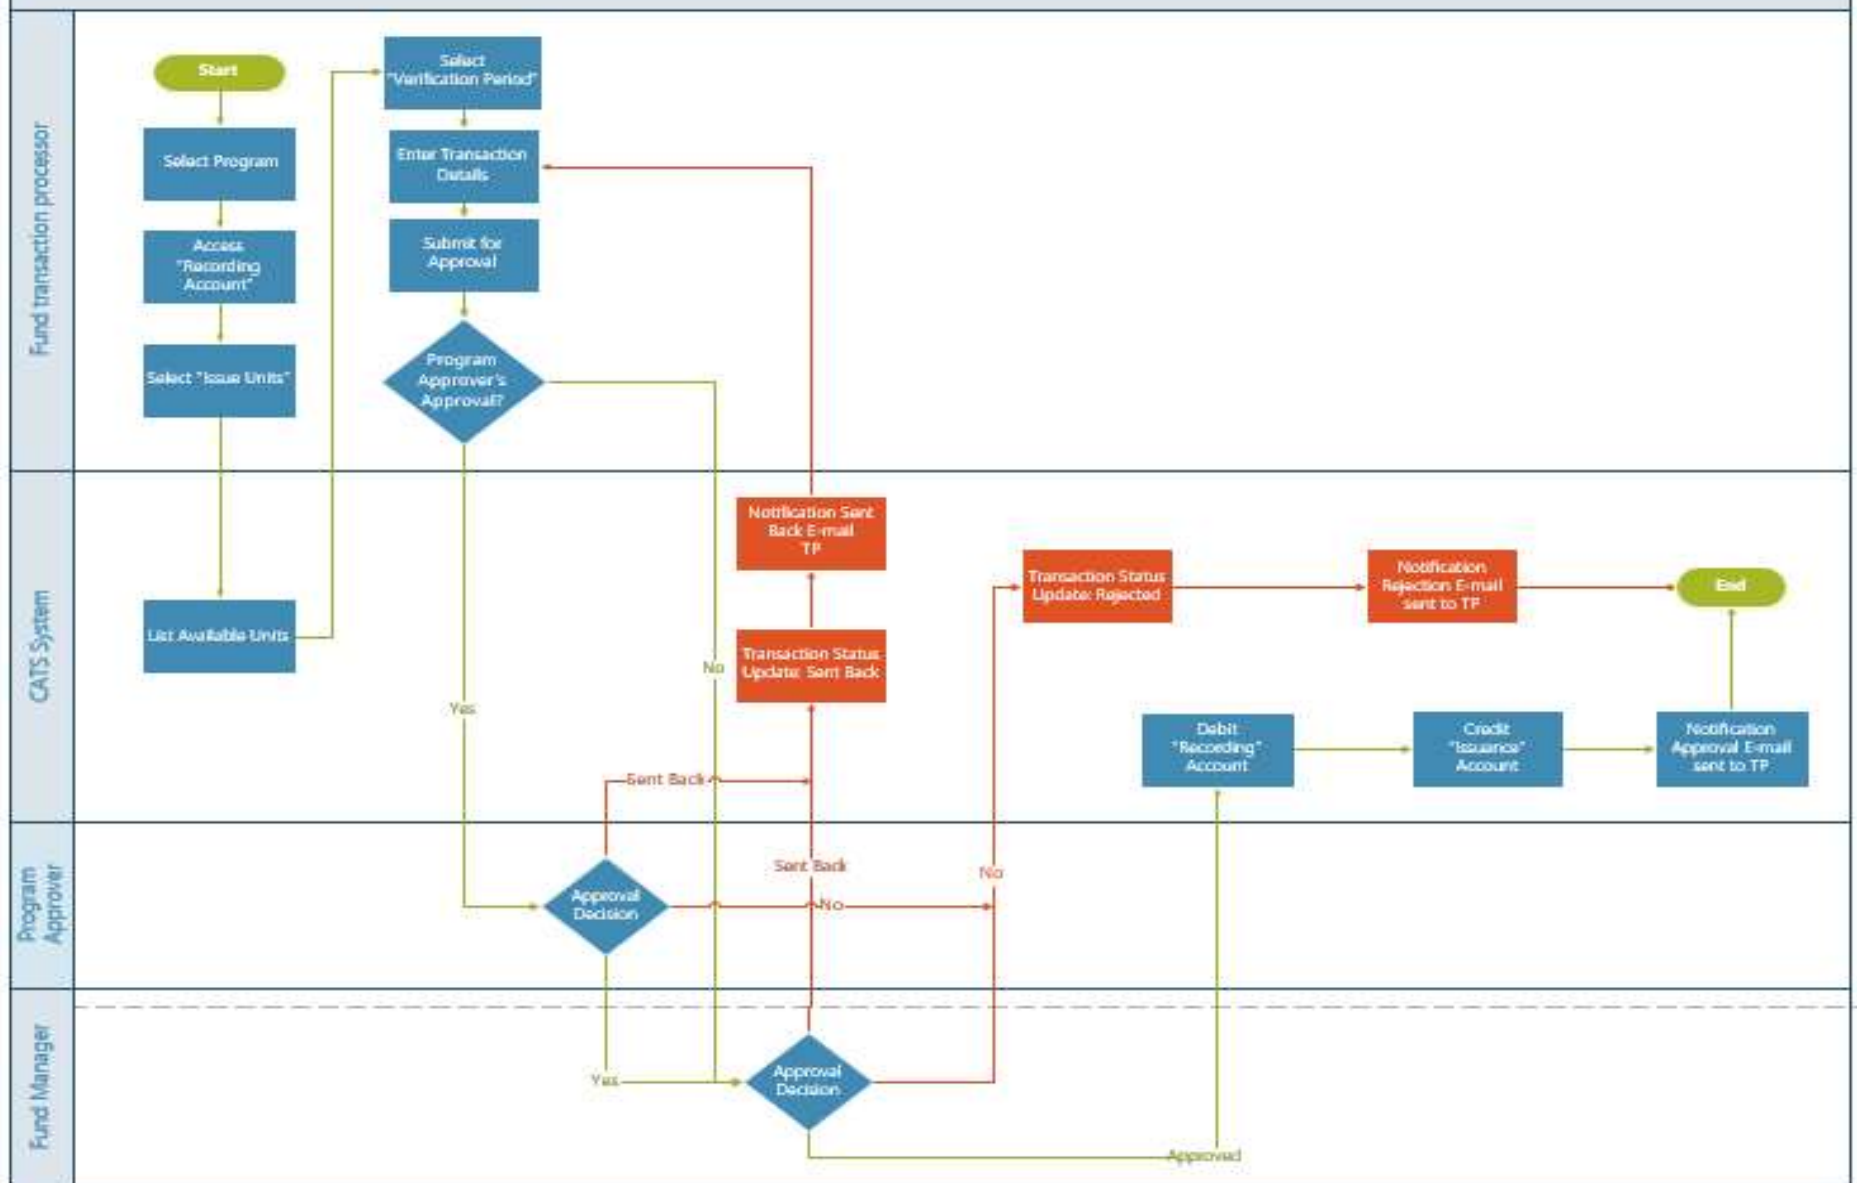 Fund transaction processor
Start
Select Program
Access
"Recording
Account"
Select "Issue Units"
Select
"Verification Period"
Enter Transaction
Details
Submit for
Approval
Program
Approver's
Approval?
CATS System
List Available Units
Yes
No
Notification Sent
Back E-mail
TP
Transaction Status
Update: Sent Back
Sent Back
Transaction Status
Update: Rejected
Notification
Rejection E-mail
sent to TP
End
Debit
"Recording"
Account
Credit
"Issuance"
Account
Notification
Approval E-mail
sent to TP
Program
Approver
Approval
Decision
Sent Back
No
No
Fund Manager
Yes
Approval
Decision
Approved